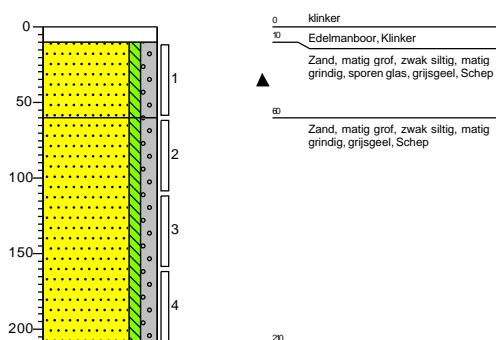 0
50
100
150
200
1
2
3
4
0 klinker
10 Edelmanboor, Klinker
Zand, matig grof, zwak siltig, matig
grindig, sporen glas, grijsgeel, Schep
60
Zand, matig grof, zwak siltig, matig
grindig, grijsgeel, Schep
210